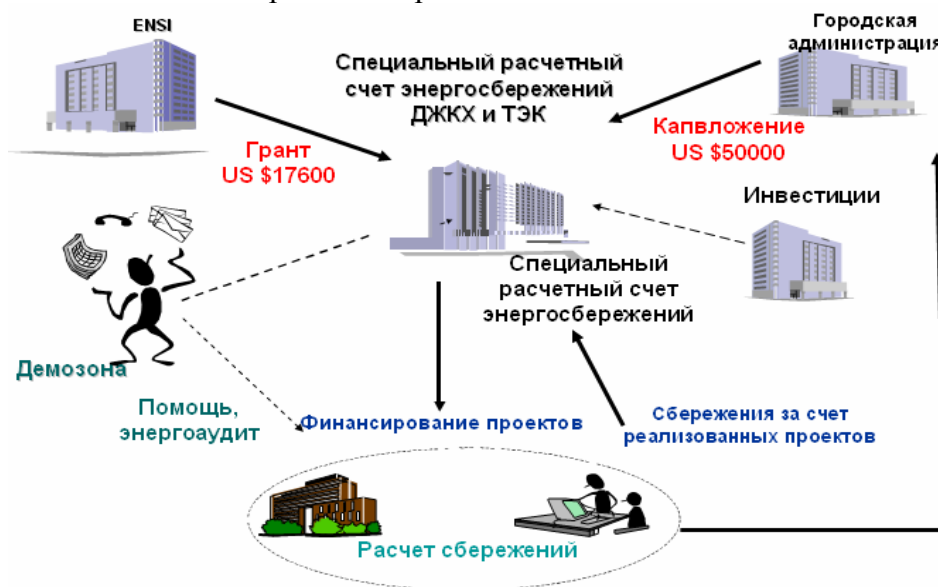 ENSI
Городская
администрация
Специальный расчетный
счет энергосбережений
ДЖКХ и ТЭК
Капвложение
US $50000
Грант
US $17600
Инвестиции
Специальный
расчетный счет
энергосбережений
Демозона
Помощь,
энергоаудит
Финансирование проектов
Сбережения за счет
реализованных проектов
Расчет сбережений